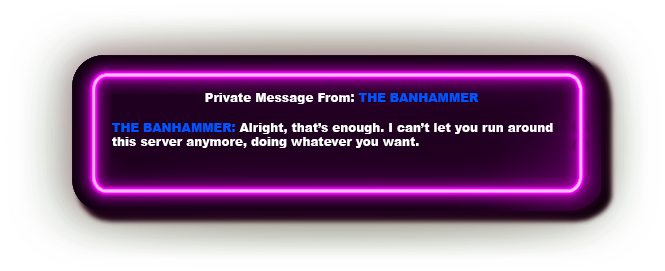 Private Message From: THE BANHAMMER
THE BANHAMMER: Alright, that’s enough. I can’t let you run around
this server anymore, doing whatever you want.